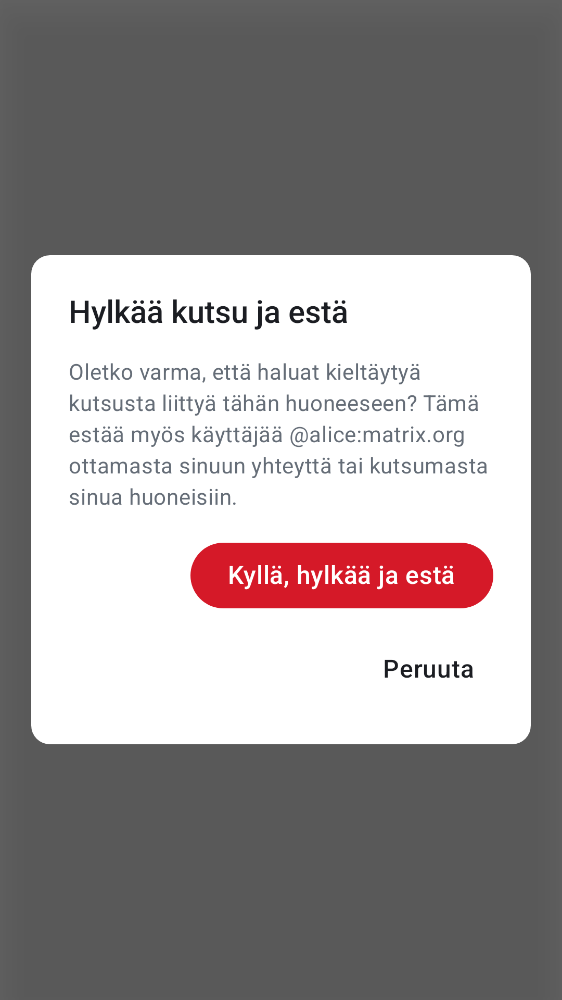 Hylkää kutsu ja estä
Oletko varma, että haluat kieltäytyä
kutsusta liittyä tähän huoneeseen? Tämä
estää myös käyttäjää @alice:matrix.org
ottamasta sinuun yhteyttä tai kutsumasta
sinua huoneisiin.
Kyllä, hylkää ja estä
Peruuta